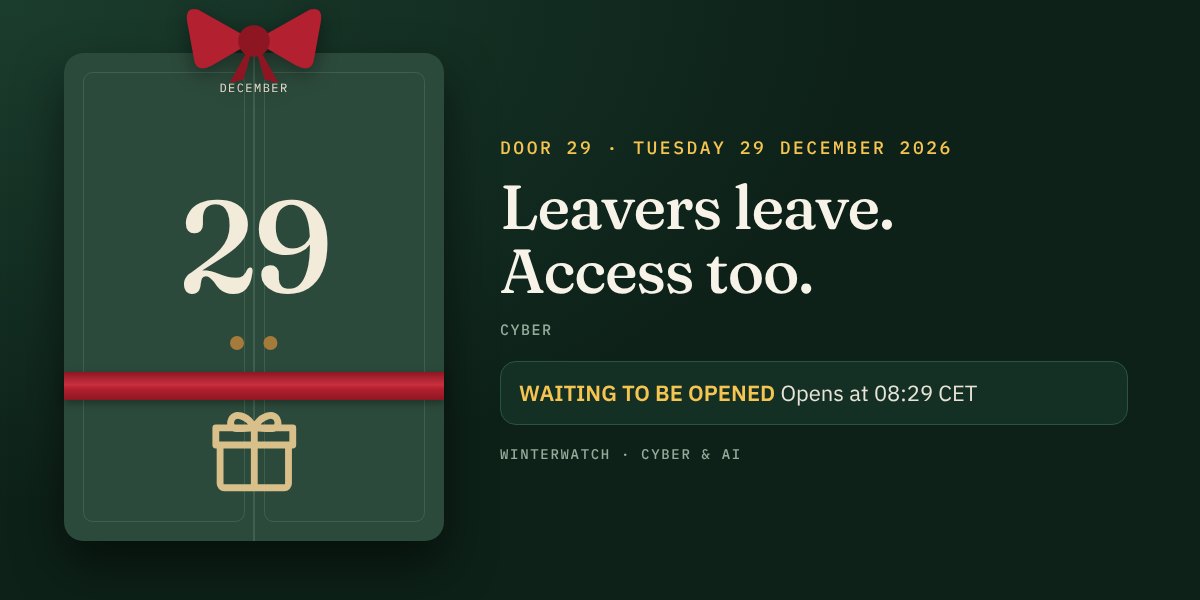 DECEMBER
29
DOOR 29 · TUESDAY 29 DECEMBER 2026
Leavers leave.
Access too.
CYBER
WAITING TO BE OPENED Opens at 08:29 CET
WINTERWATCH · CYBER & AI